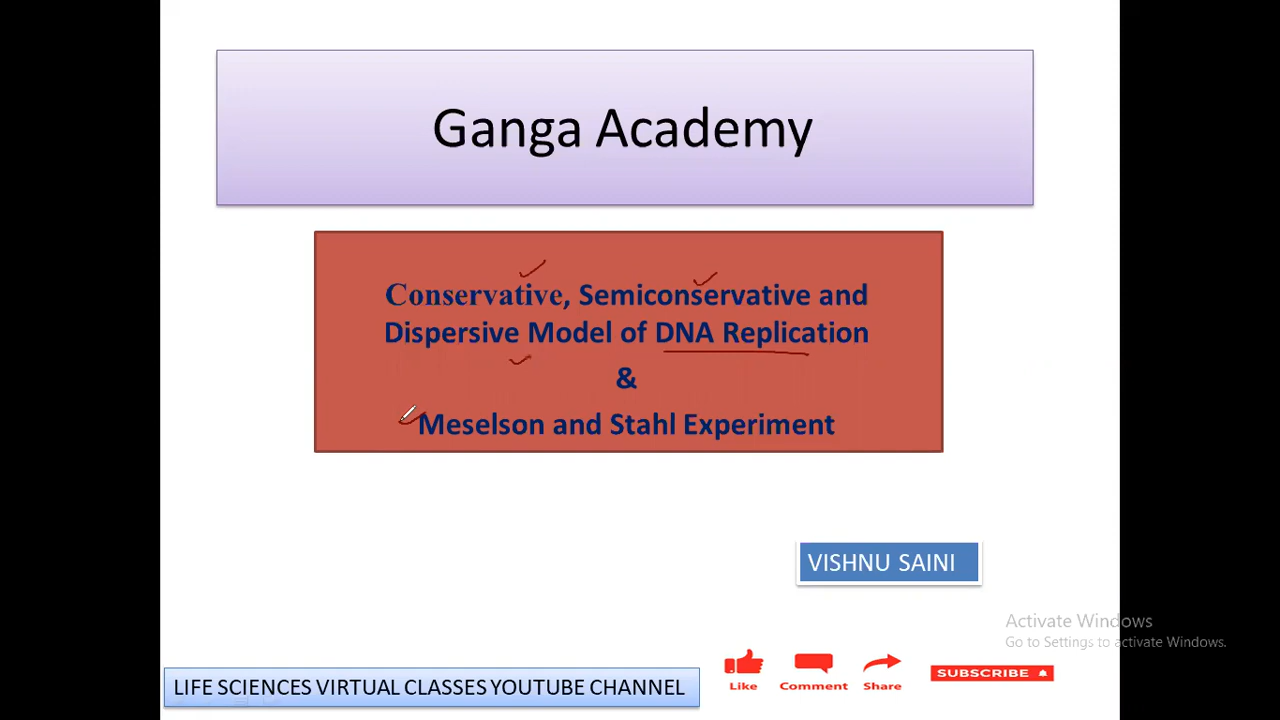 Ganga Academy
Conservative, Semiconservative and
Dispersive Model of DNA Replication
&
Meselson and Stahl Experiment
VISHNU SAINI
Activate Windows
Go to Settings to activate Windows.
LIFE SCIENCES VIRTUAL CLASSES YOUTUBE CHANNEL
Like
Comment
Share
SUBSCRIBE